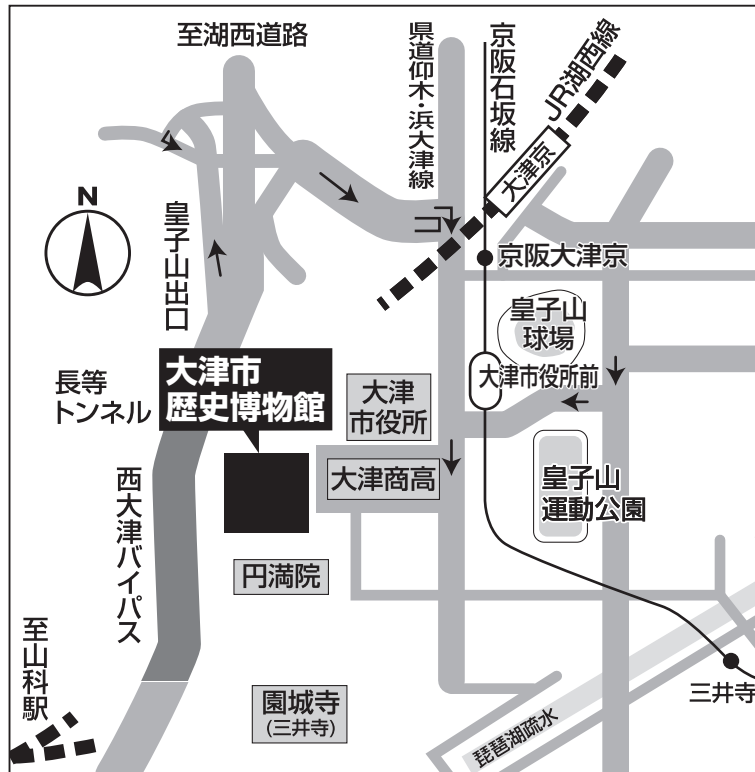 至湖西道路
県道仰木・浜大津線
京阪石坂線
JR湖西線
大津京
N
皇子山出口
コ
京阪大津京
皇子山
球場
長等
トンネル
大津市
歴史博物館
大津
市役所
大津市役所前
大津商高
皇子山
運動公園
西大津バイパス
円満院
至山科駅
園城寺
(三井寺)
三井寺
琵琶湖疏水